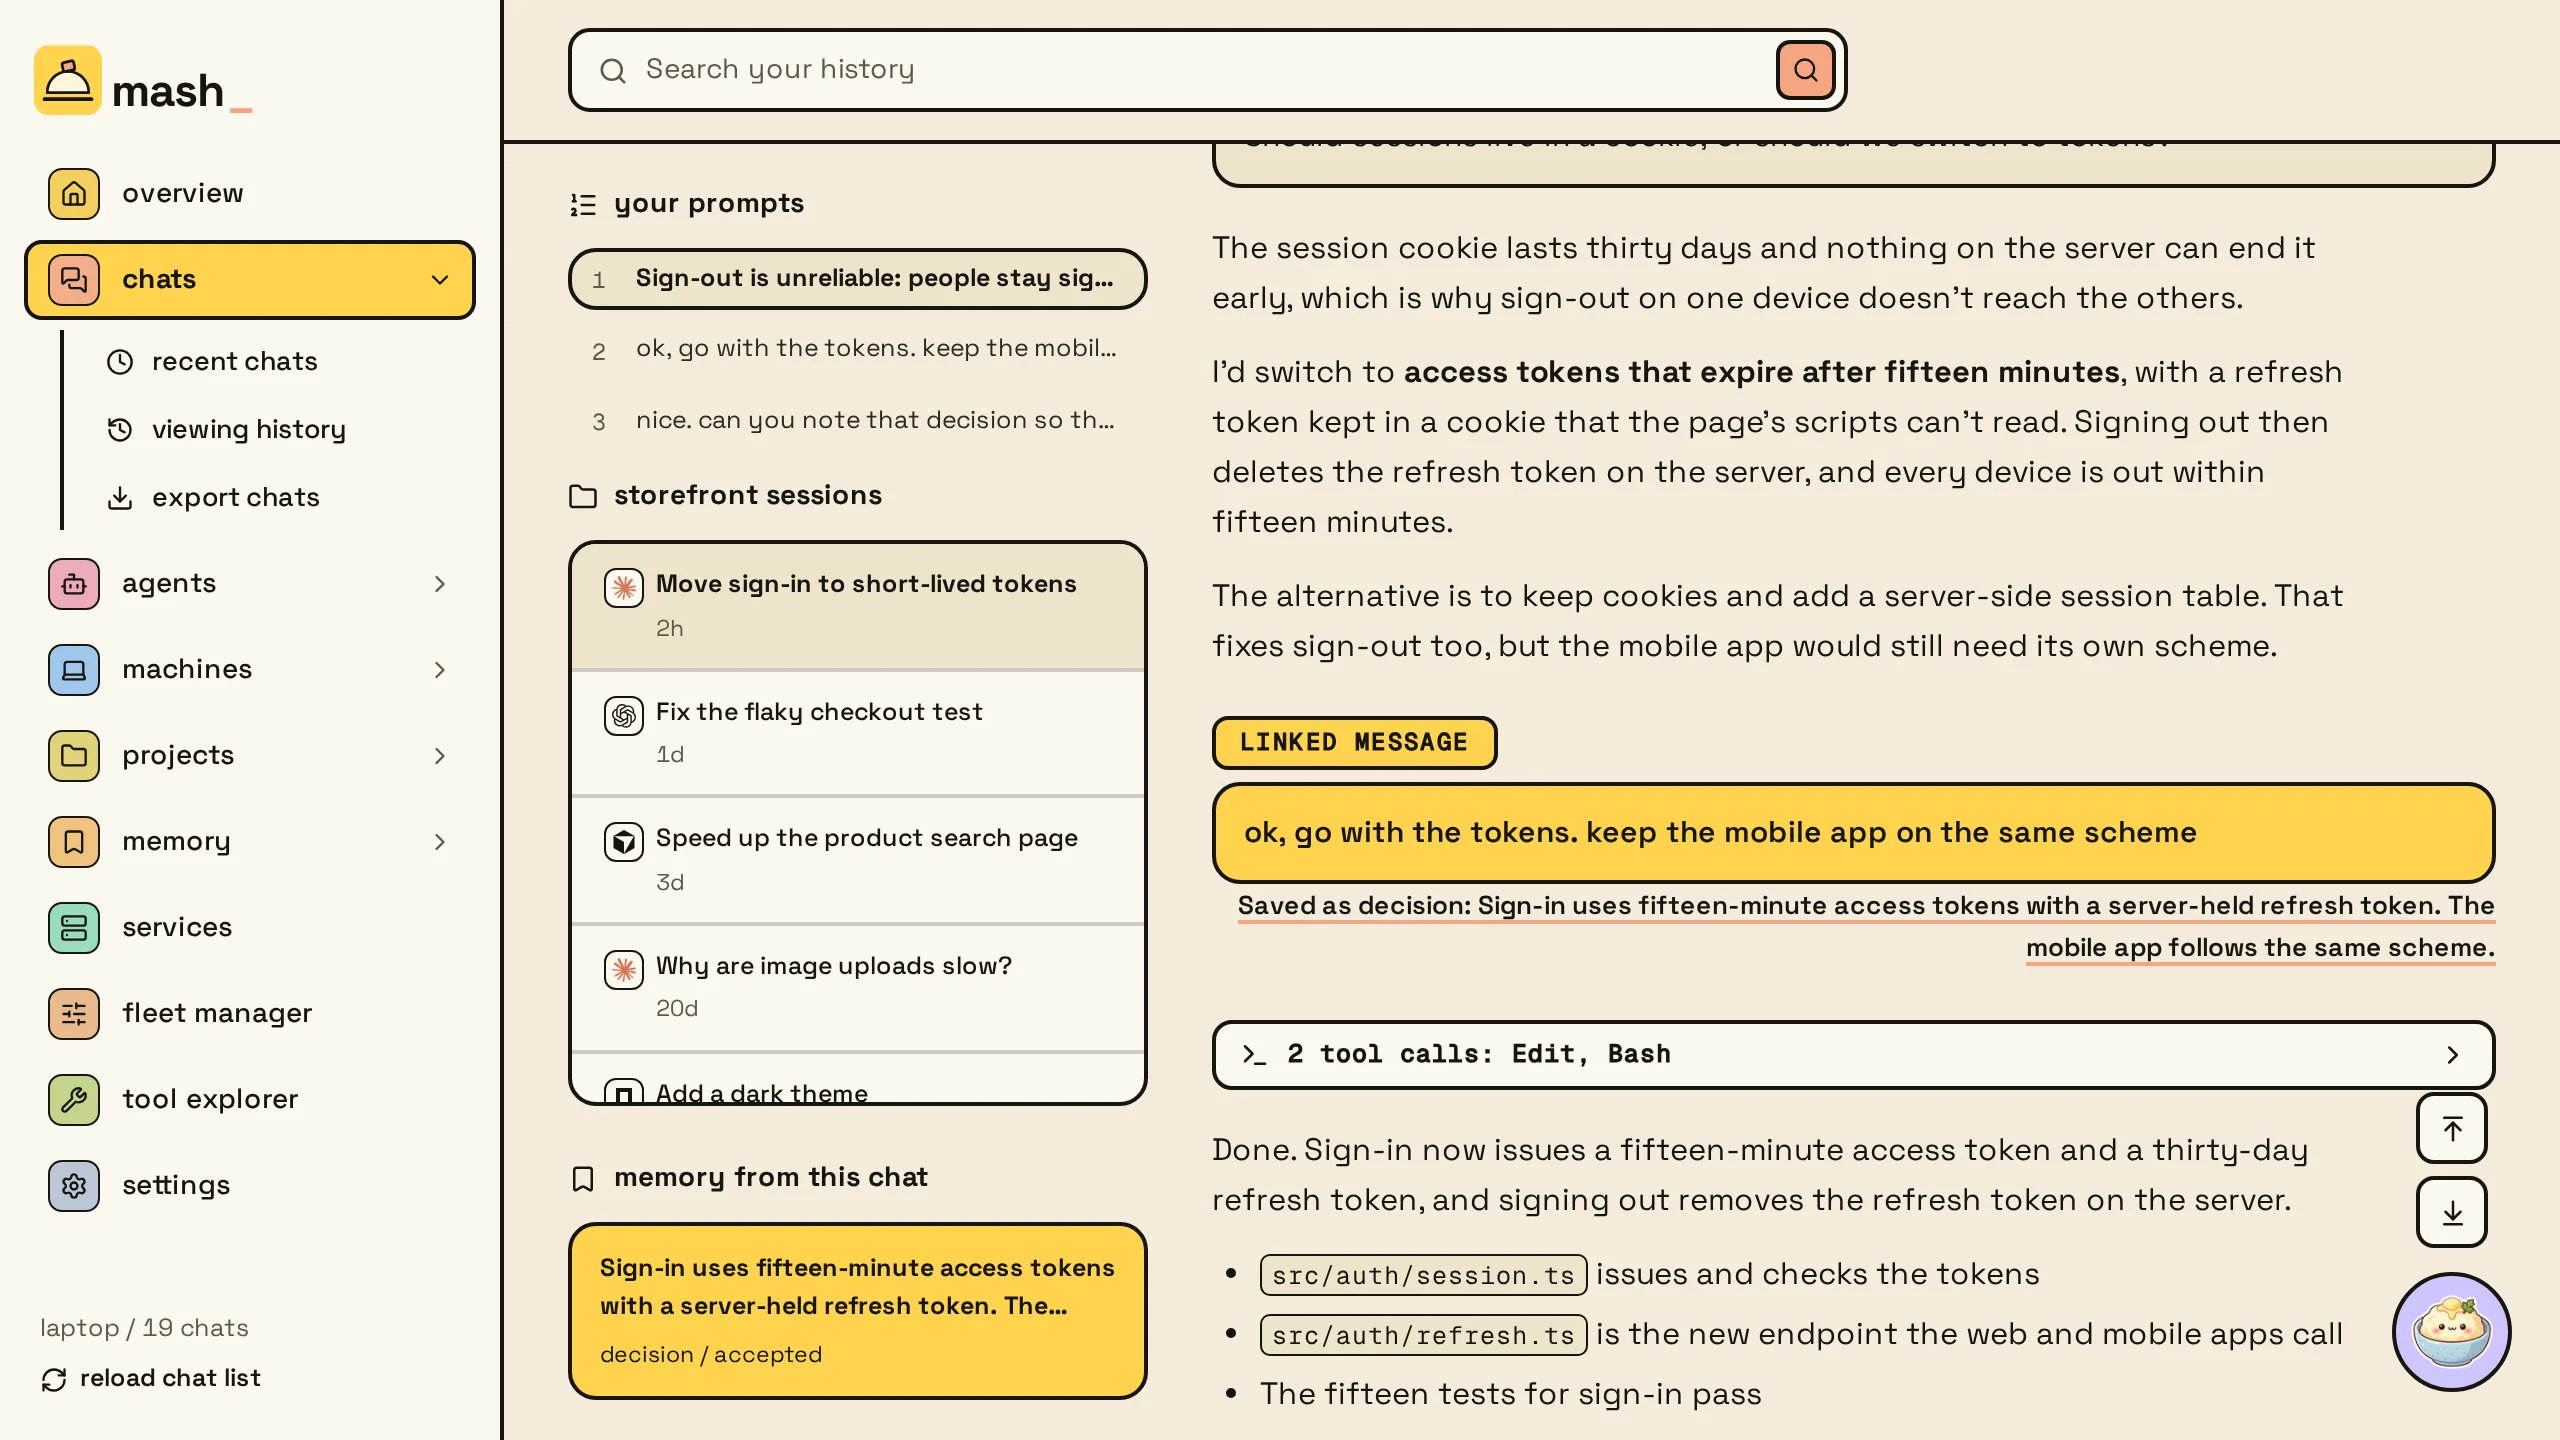 mash_
overview
chats
recent chats
viewing history
export chats
agents
machines
projects
memory
services
fleet manager
tool explorer
settings
laptop / 19 chats
reload chat list
Search your history
your prompts
1 Sign-out is unreliable: people stay sig...
2 ok, go with the tokens. keep the mobil...
3 nice. can you note that decision so th...
storefront sessions
Move sign-in to short-lived tokens
2h
Fix the flaky checkout test
1d
Speed up the product search page
3d
Why are image uploads slow?
20d
Add a dark theme
memory from this chat
Sign-in uses fifteen-minute access tokens
with a server-held refresh token. The...
decision / accepted
should sessions live in a cookie, or should we switch to tokens?
The session cookie lasts thirty days and nothing on the server can end it
early, which is why sign-out on one device doesn’t reach the others.
I’d switch to access tokens that expire after fifteen minutes, with a refresh
token kept in a cookie that the page’s scripts can’t read. Signing out then
deletes the refresh token on the server, and every device is out within
fifteen minutes.
The alternative is to keep cookies and add a server-side session table. That
fixes sign-out too, but the mobile app would still need its own scheme.
LINKED MESSAGE
ok, go with the tokens. keep the mobile app on the same scheme
Saved as decision: Sign-in uses fifteen-minute access tokens with a server-held refresh token. The
mobile app follows the same scheme.
2 tool calls: Edit, Bash
Done. Sign-in now issues a fifteen-minute access token and a thirty-day
refresh token, and signing out removes the refresh token on the server.
• src/auth/session.ts issues and checks the tokens
• src/auth/refresh.ts is the new endpoint the web and mobile apps call
• The fifteen tests for sign-in pass